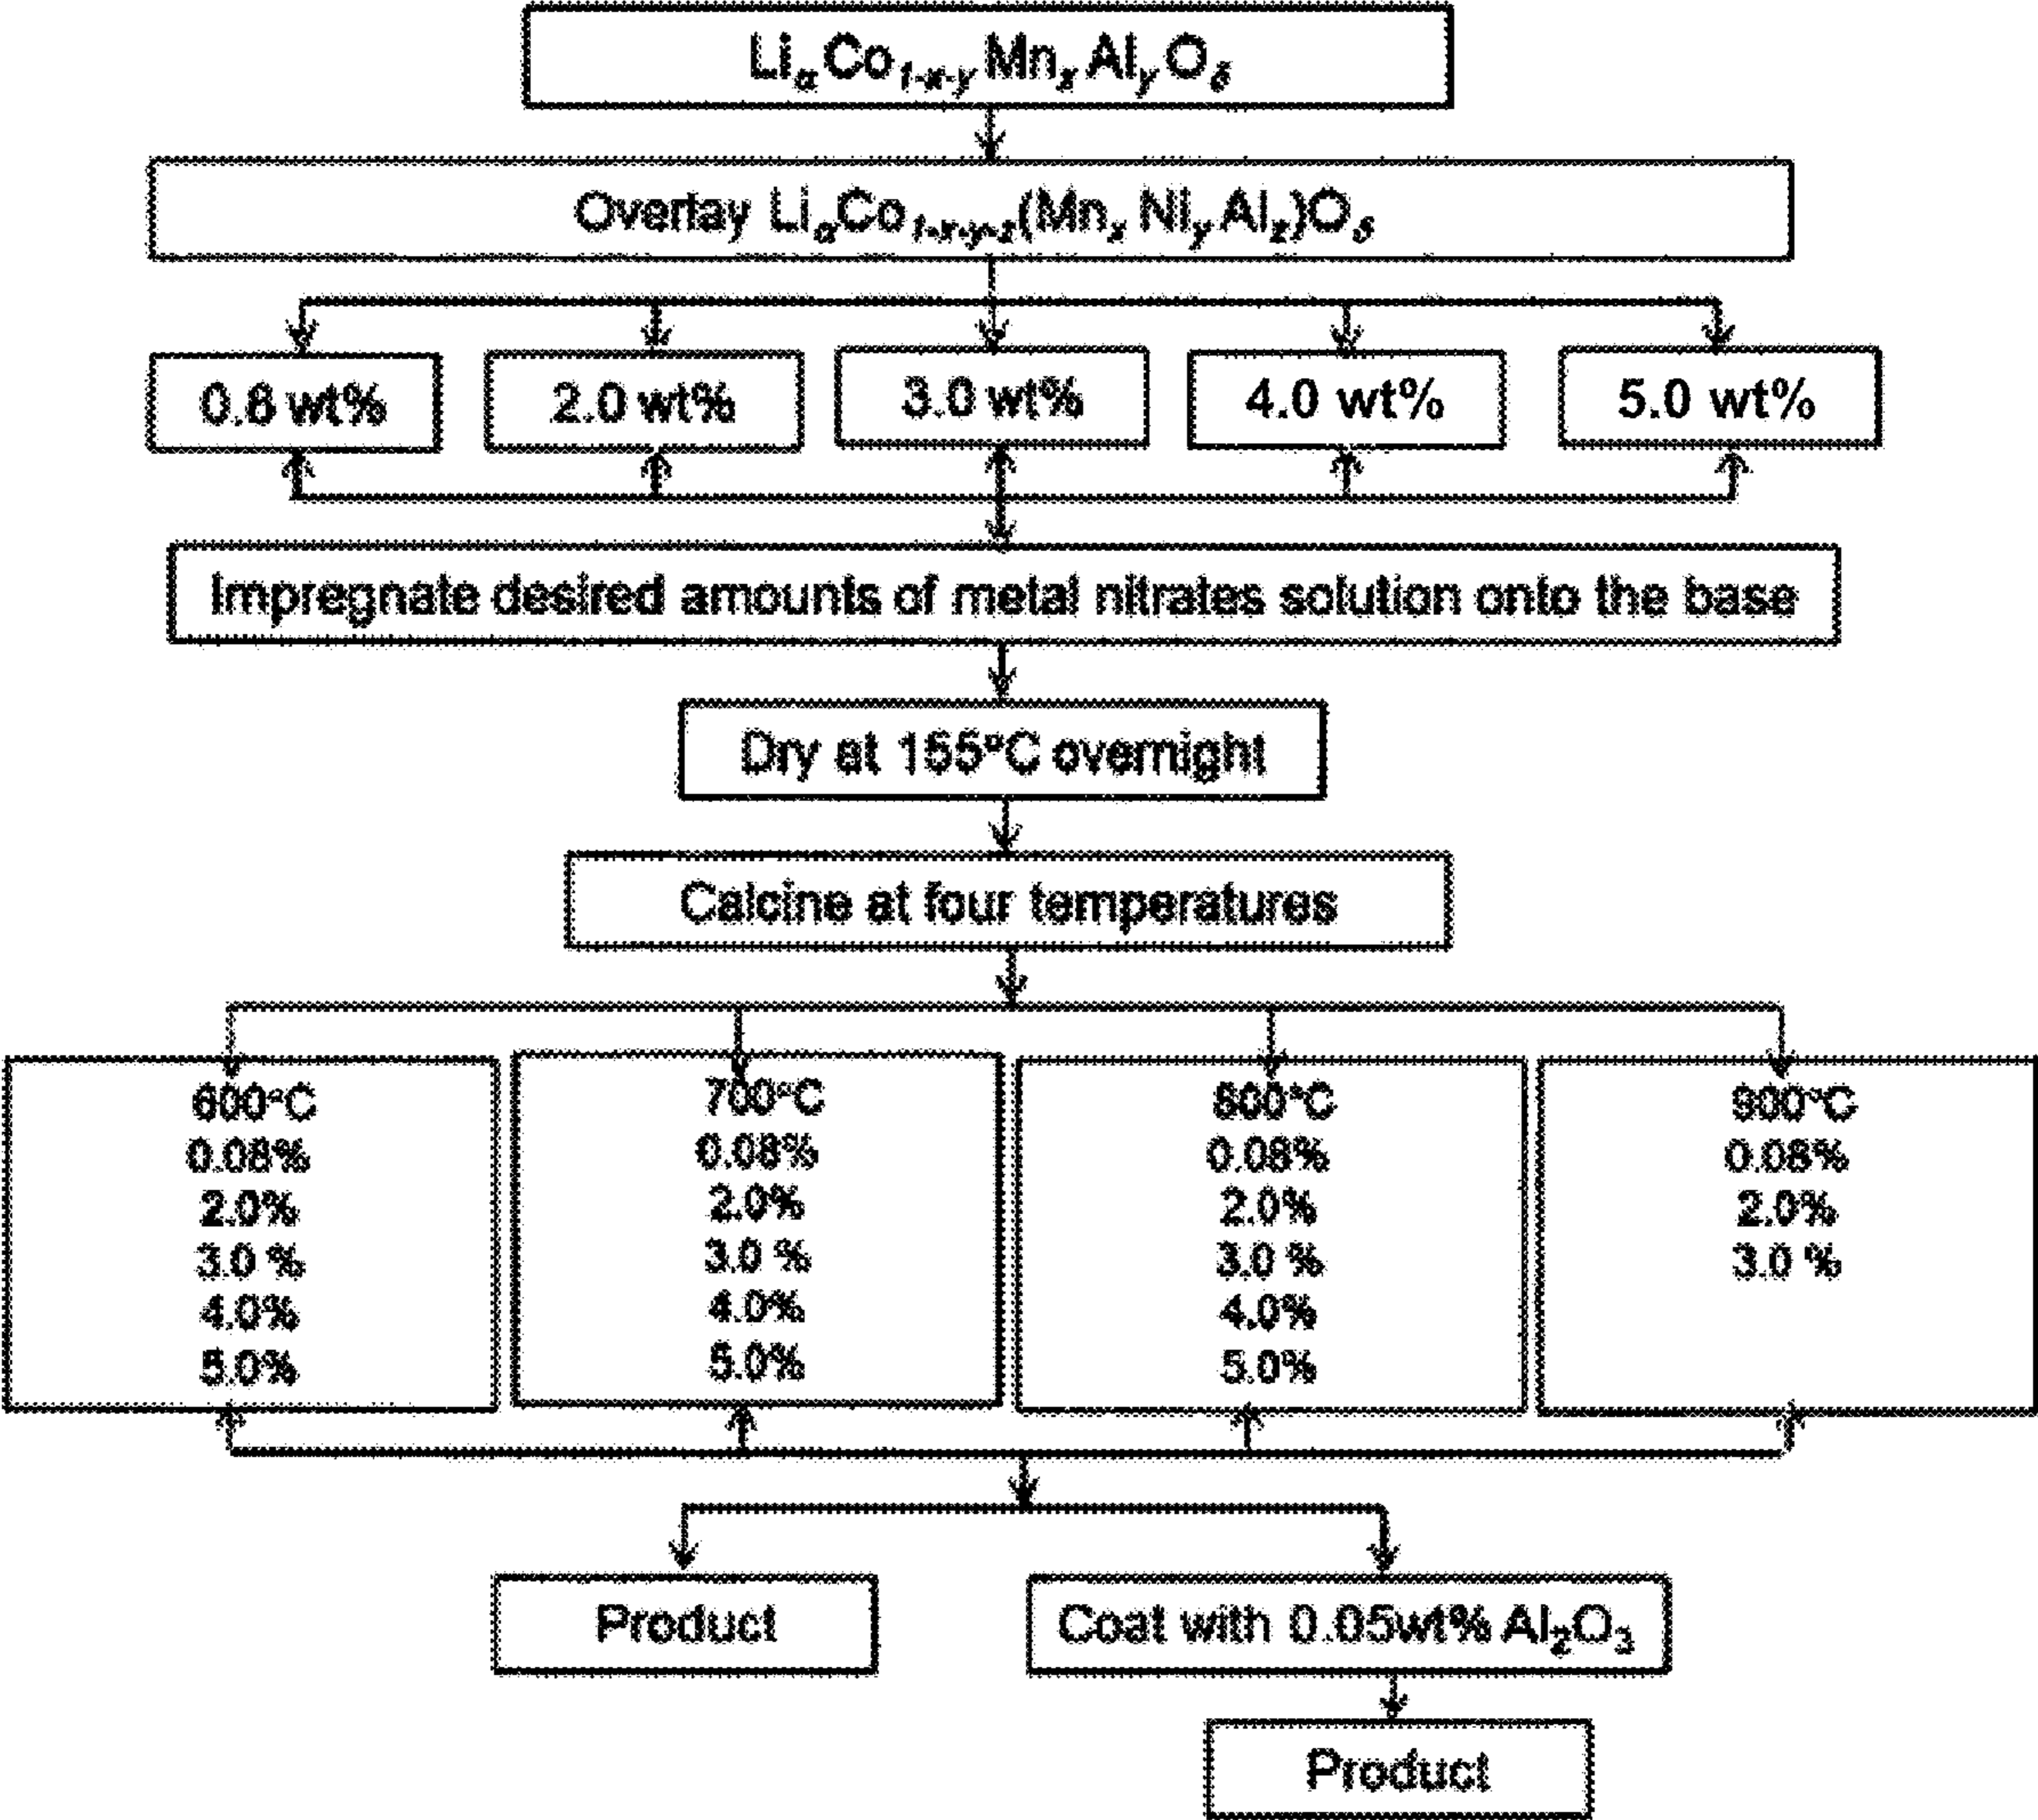 LiαCo1-x-yMnxAlyOδ
Overlay LiαCo1-x-y-z(MnxNiyAlz)Oδ
0.8 wt% 2.0 wt% 3.0 wt% 4.0 wt% 5.0 wt%
Impregnate desired amounts of metal nitrates solution onto the base
Dry at 155°C overnight
Calcine at four temperatures
600°C
0.08%
2.0%
3.0 %
4.0%
5.0%
700°C
0.08%
2.0%
3.0 %
4.0%
5.0%
800°C
0.08%
2.0%
3.0 %
4.0%
5.0%
900°C
0.08%
2.0%
3.0 %
Product
Coat with 0.05wt% Al2O3
Product